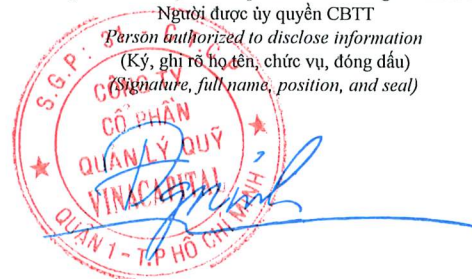 Người được ủy quyền CBTT
Person authorized to disclose information
(Ký, ghi rõ họ tên, chức vụ, đóng dấu)
(Signature, full name, position, and seal)
CÔNG TY
CỔ PHẦN
QUẢN LÝ QUỸ
VINACAPITAL
QUẬN 1 - T.P HỒ CHÍ MINH